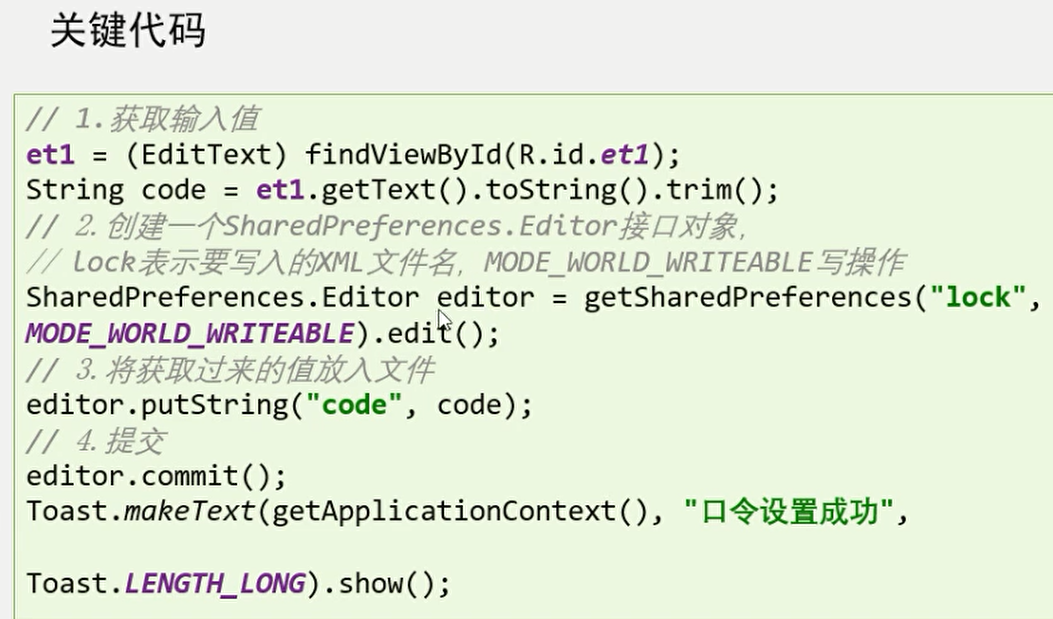 关键代码
// 1.获取输入值
et1 = (EditText) findViewById(R.id.et1);
String code = et1.getText().toString().trim();
// 2.创建一个SharedPreferences.Editor接口对象,
// lock表示要写入的XML文件名, MODE_WORLD_WRITEABLE写操作
SharedPreferences.Editor editor = getSharedPreferences("lock",
MODE_WORLD_WRITEABLE).edit();
// 3.将获取过来的值放入文件
editor.putString("code", code);
// 4.提交
editor.commit();
Toast.makeText(getApplicationContext(), "口令设置成功",
Toast.LENGTH_LONG).show();